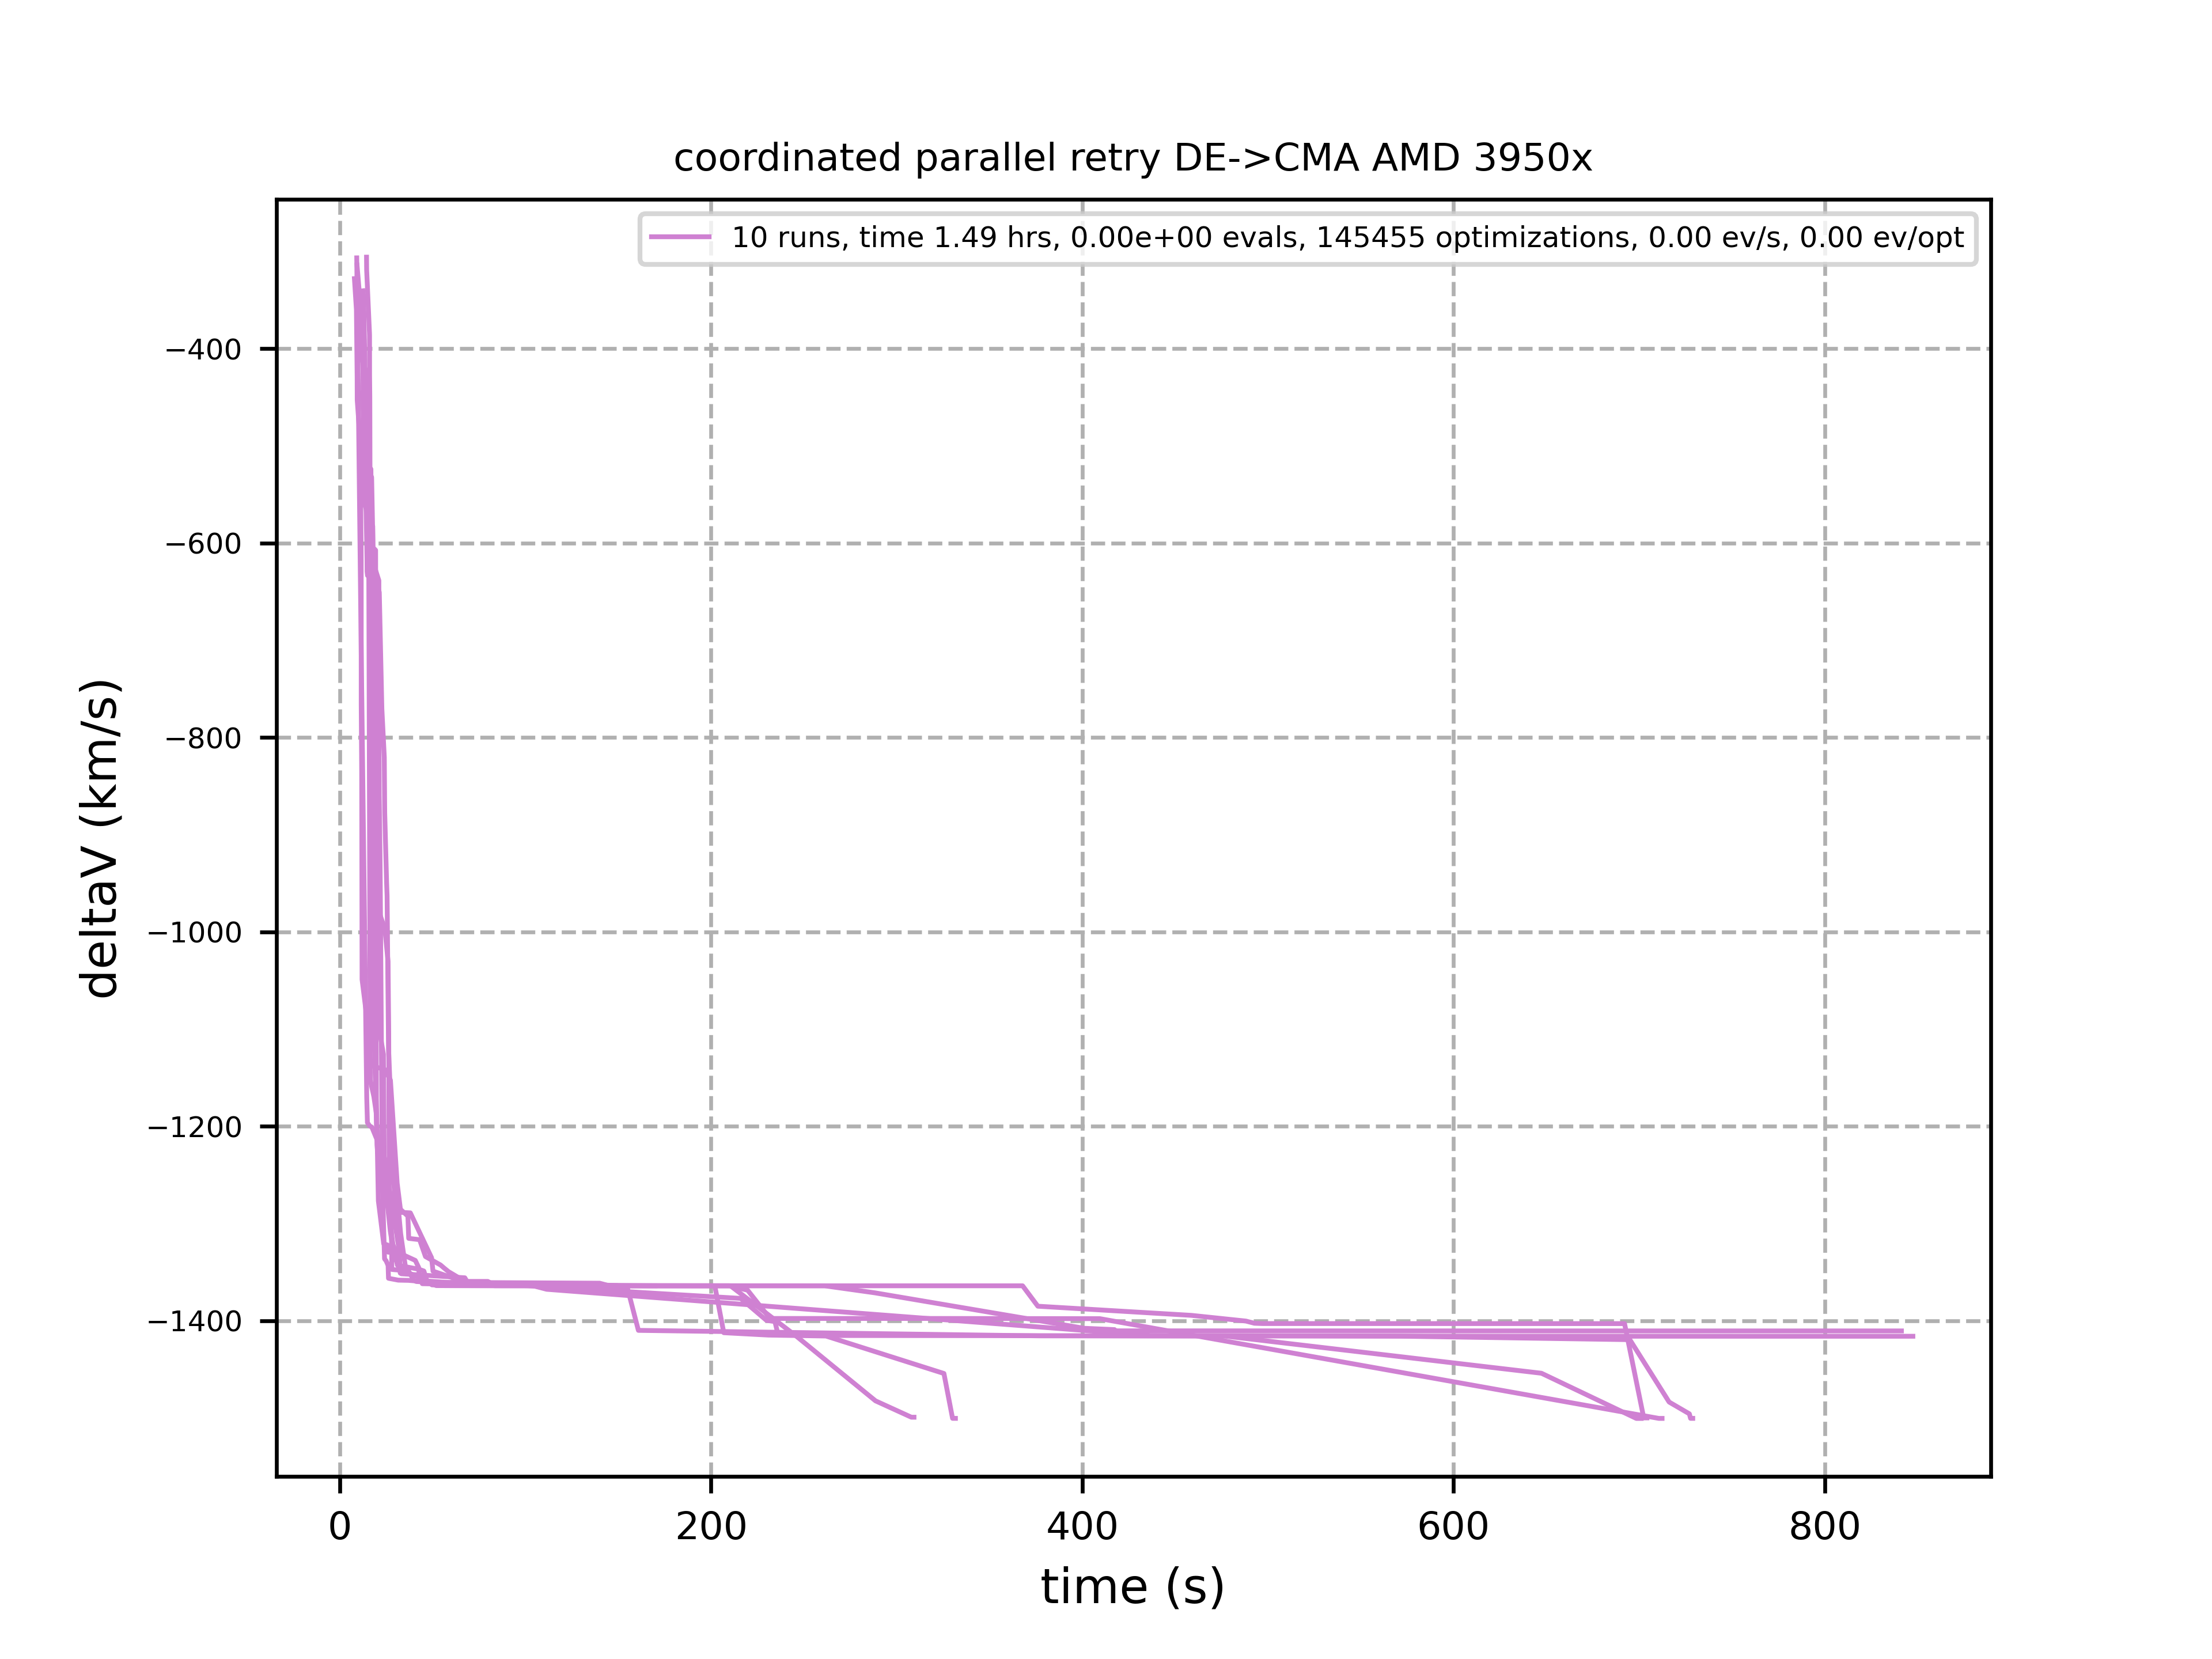 coordinated parallel retry DE->CMA AMD 3950x
10 runs, time 1.49 hrs, 0.00e+00 evals, 145455 optimizations, 0.00 ev/s, 0.00 ev/opt
deltaV (km/s)
−400
−600
−800
−1000
−1200
−1400
0 200 400 600 800
time (s)